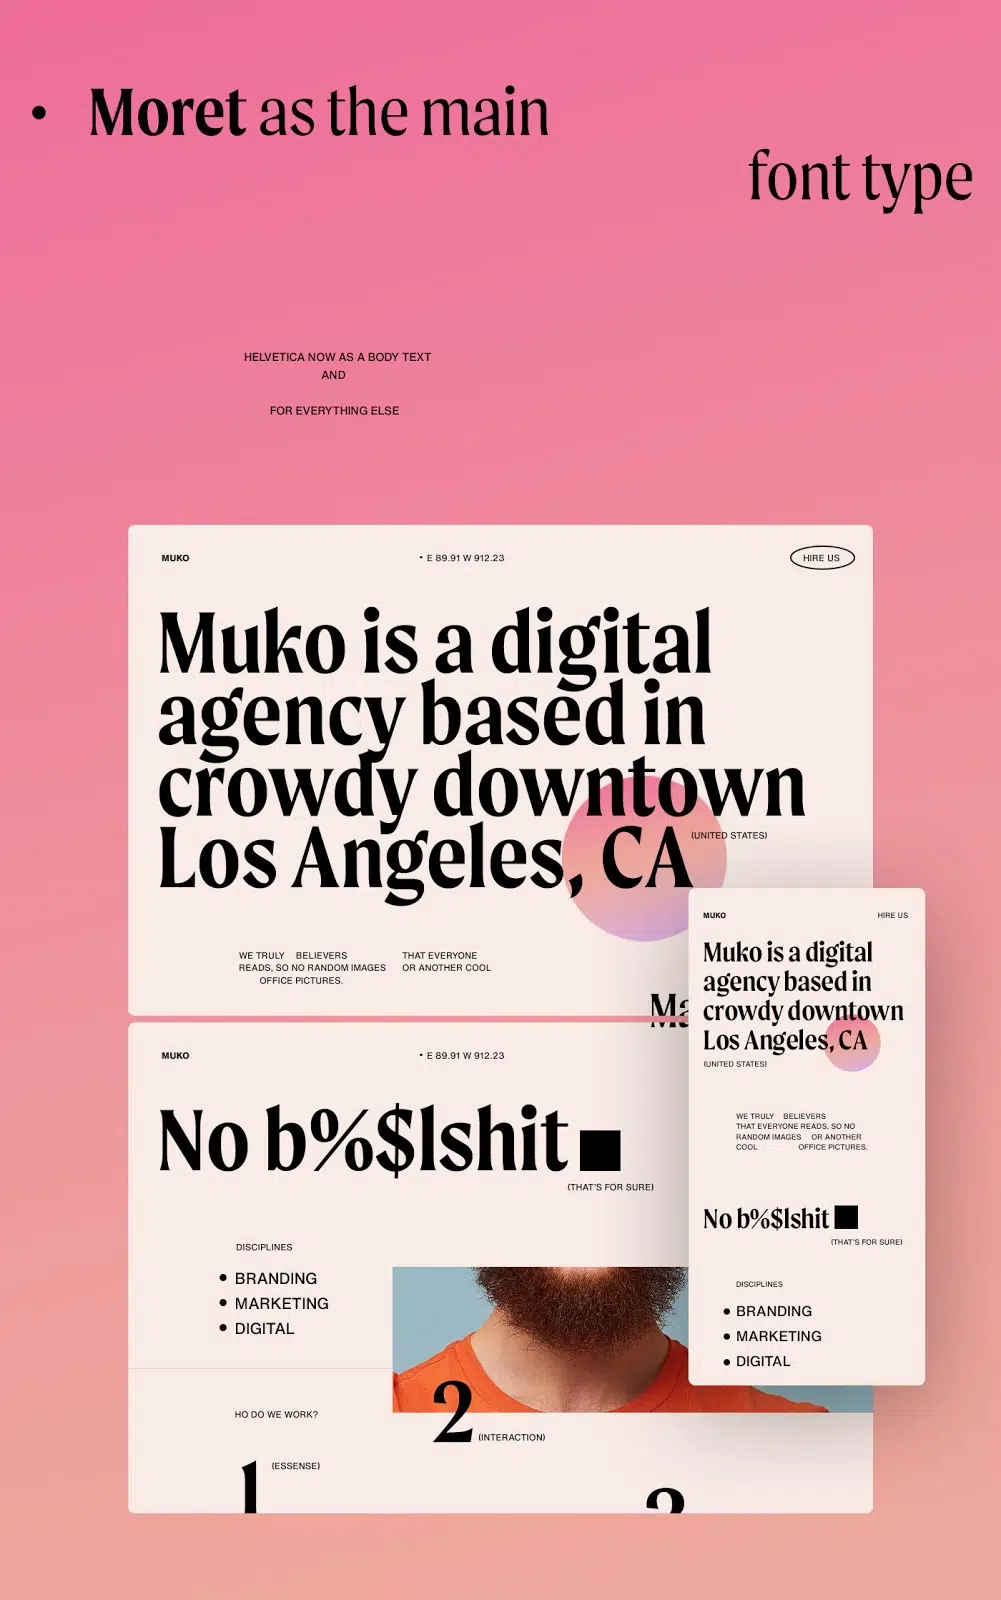 • Moret as the main
font type
HELVETICA NOW AS A BODY TEXT
AND
FOR EVERYTHING ELSE
MUKO
• E 89.91 W 912.23
HIRE US
Muko is a digital
agency based in
crowdy downtown
Los Angeles, CA
(UNITED STATES)
WE TRULY BELIEVERS
READS, SO NO RANDOM IMAGES
OFFICE PICTURES.
THAT EVERYONE
OR ANOTHER COOL
Ma
MUKO
• E 89.91 W 912.23
No b%$lshit
(THAT'S FOR SURE)
DISCIPLINES
• BRANDING
• MARKETING
• DIGITAL
HO DO WE WORK?
1 (ESSENSE)
2 (INTERACTION)
MUKO
HIRE US
Muko is a digital
agency based in
crowdy downtown
Los Angeles, CA
(UNITED STATES)
WE TRULY BELIEVERS
THAT EVERYONE READS, SO NO
RANDOM IMAGES OR ANOTHER
COOL OFFICE PICTURES.
No b%$lshit
(THAT'S FOR SURE)
DISCIPLINES
• BRANDING
• MARKETING
• DIGITAL